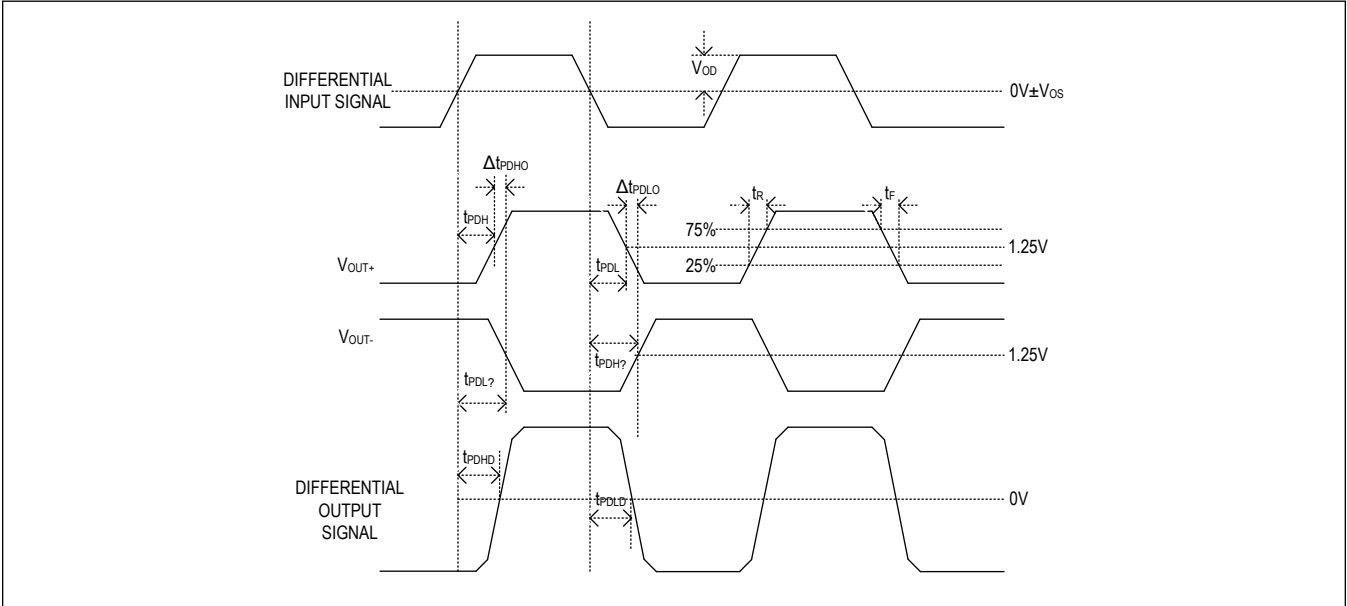 DIFFERENTIAL
INPUT SIGNAL
VOD
0V±VOS
ΔtPDHO
tPDH
VOUT+
ΔtPDLO
tPDL
tR
tF
75%
25%
1.25V
VOUT-
tPDL?
tPDH?
1.25V
tPDHD
DIFFERENTIAL
OUTPUT
SIGNAL
tPDLD
0V